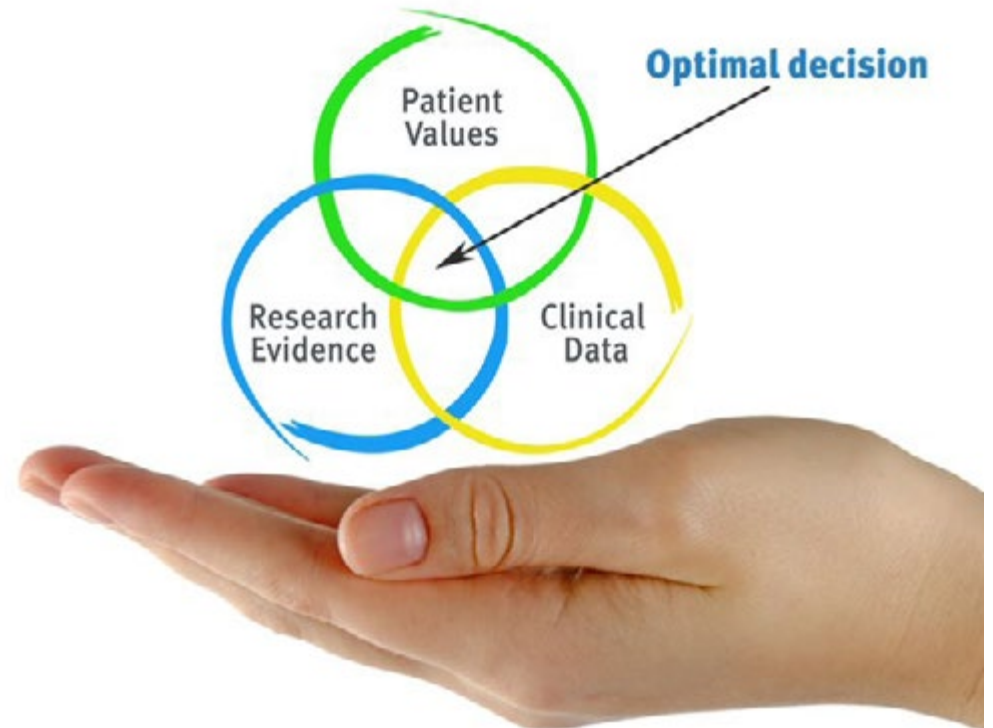 Optimal decision
Patient
Values
Research
Evidence
Clinical
Data